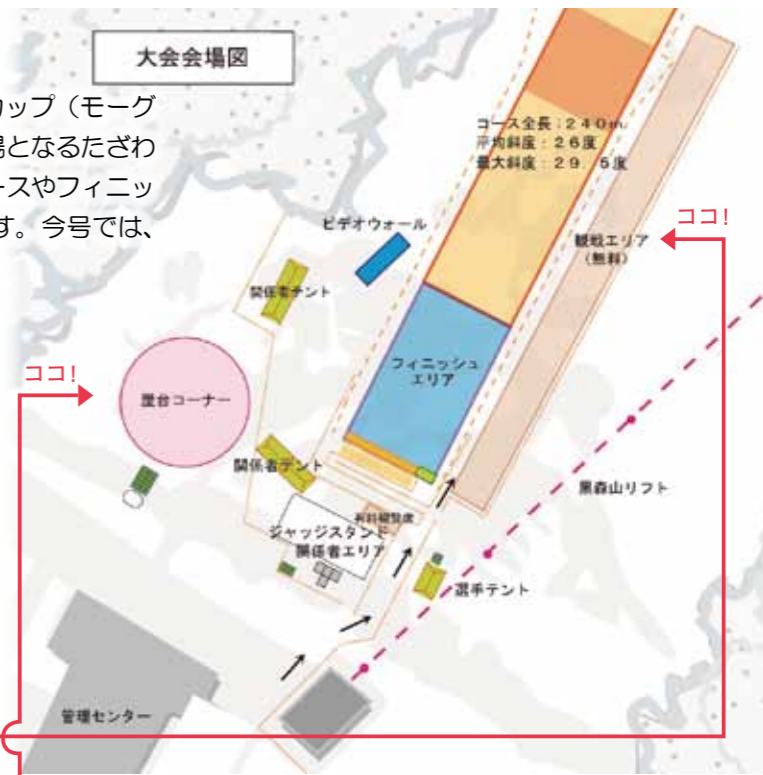 大会会場図
カップ（モーグ
場となるたざわ
ースやフィニッ
す。今号では、
コース全長：240m
平均斜度：26度
最大斜度：29．5度
ココ!
観戦エリア
（無料）
ビデオウォール
関係者テント
フィニッシュ
エリア
ココ!
屋台コーナー
関係者テント
黒森山リフト
有料観覧席
ジャッジスタンド
関係者エリア
選手テント
管理センター